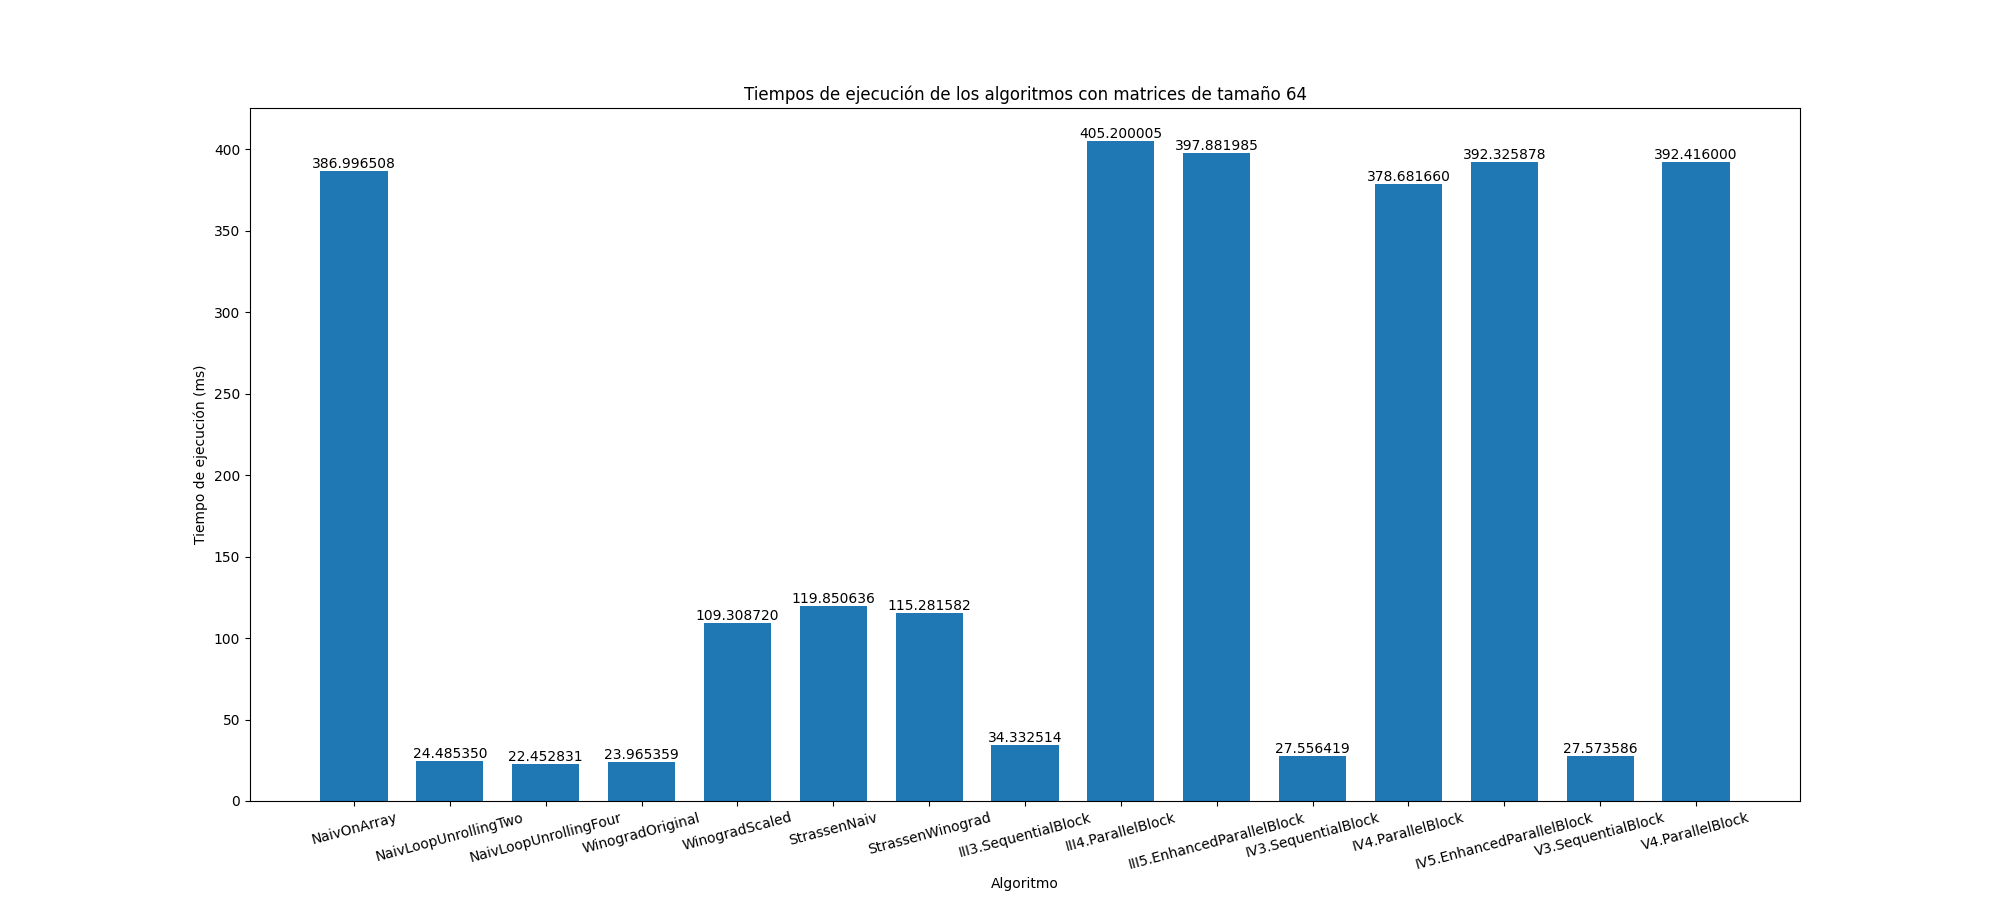 Tiempos de ejecución de los algoritmos con matrices de tamaño 64
Tiempo de ejecución (ms)
400
350
300
250
200
150
100
50
0
386.996508
24.485350
22.452831
23.965359
109.308720
119.850636
115.281582
34.332514
405.200005
397.881985
27.556419
378.681660
392.325878
27.573586
392.416000
NaivOnArray
NaivLoopUnrollingTwo
NaivLoopUnrollingFour
WinogradOriginal
WinogradScaled
StrassenNaiv
StrassenWinograd
III3.SequentialBlock
III4.ParallelBlock
III5.EnhancedParallelBlock
IV3.SequentialBlock
IV4.ParallelBlock
IV5.EnhancedParallelBlock
V3.SequentialBlock
V4.ParallelBlock
Algoritmo